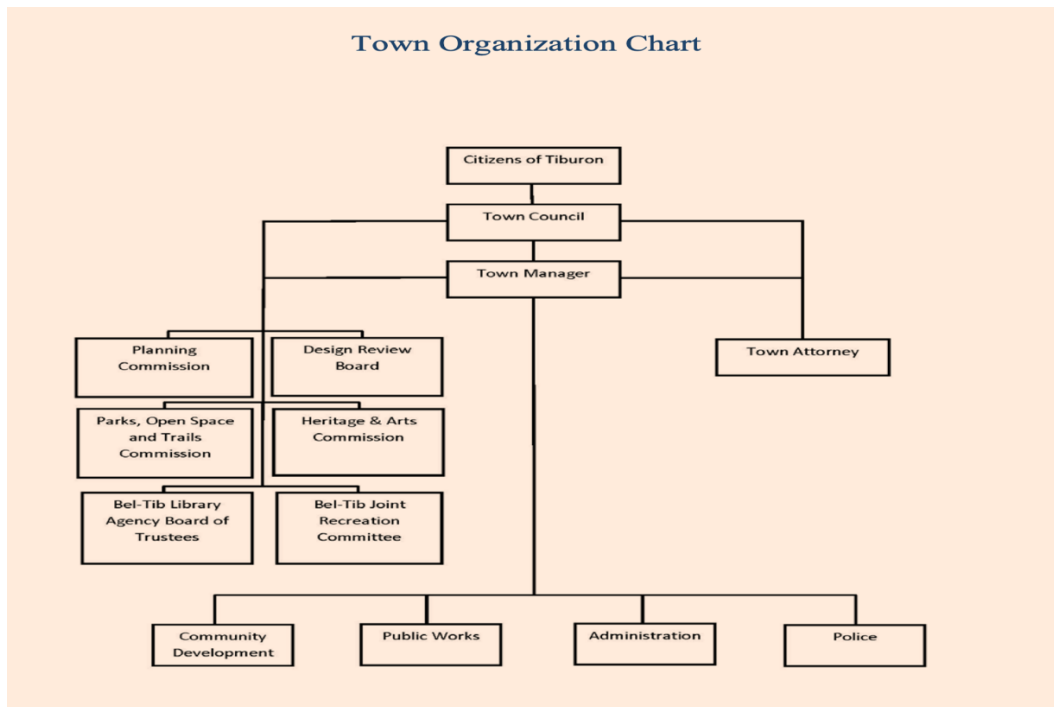 Town Organization Chart
Citizens of Tiburon
Town Council
Town Manager
Planning
Commission
Design Review
Board
Town Attorney
Parks, Open Space
and Trails
Commission
Heritage & Arts
Commission
Bel-Tib Library
Agency Board of
Trustees
Bel-Tib Joint
Recreation
Committee
Community
Development
Public Works
Administration
Police